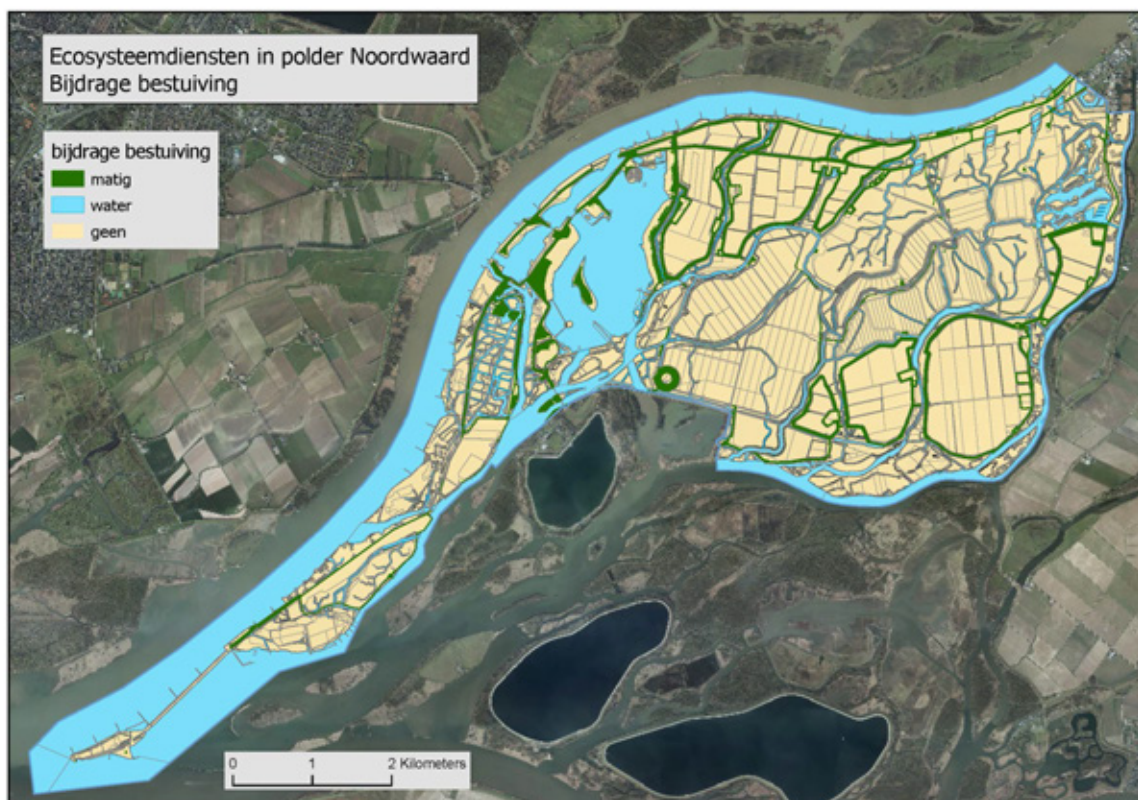 Ecosysteemdiensten in polder Noordwaard
Bijdrage bestuiving
bijdrage bestuiving
matig
water
geen
0 1 2 Kilometers